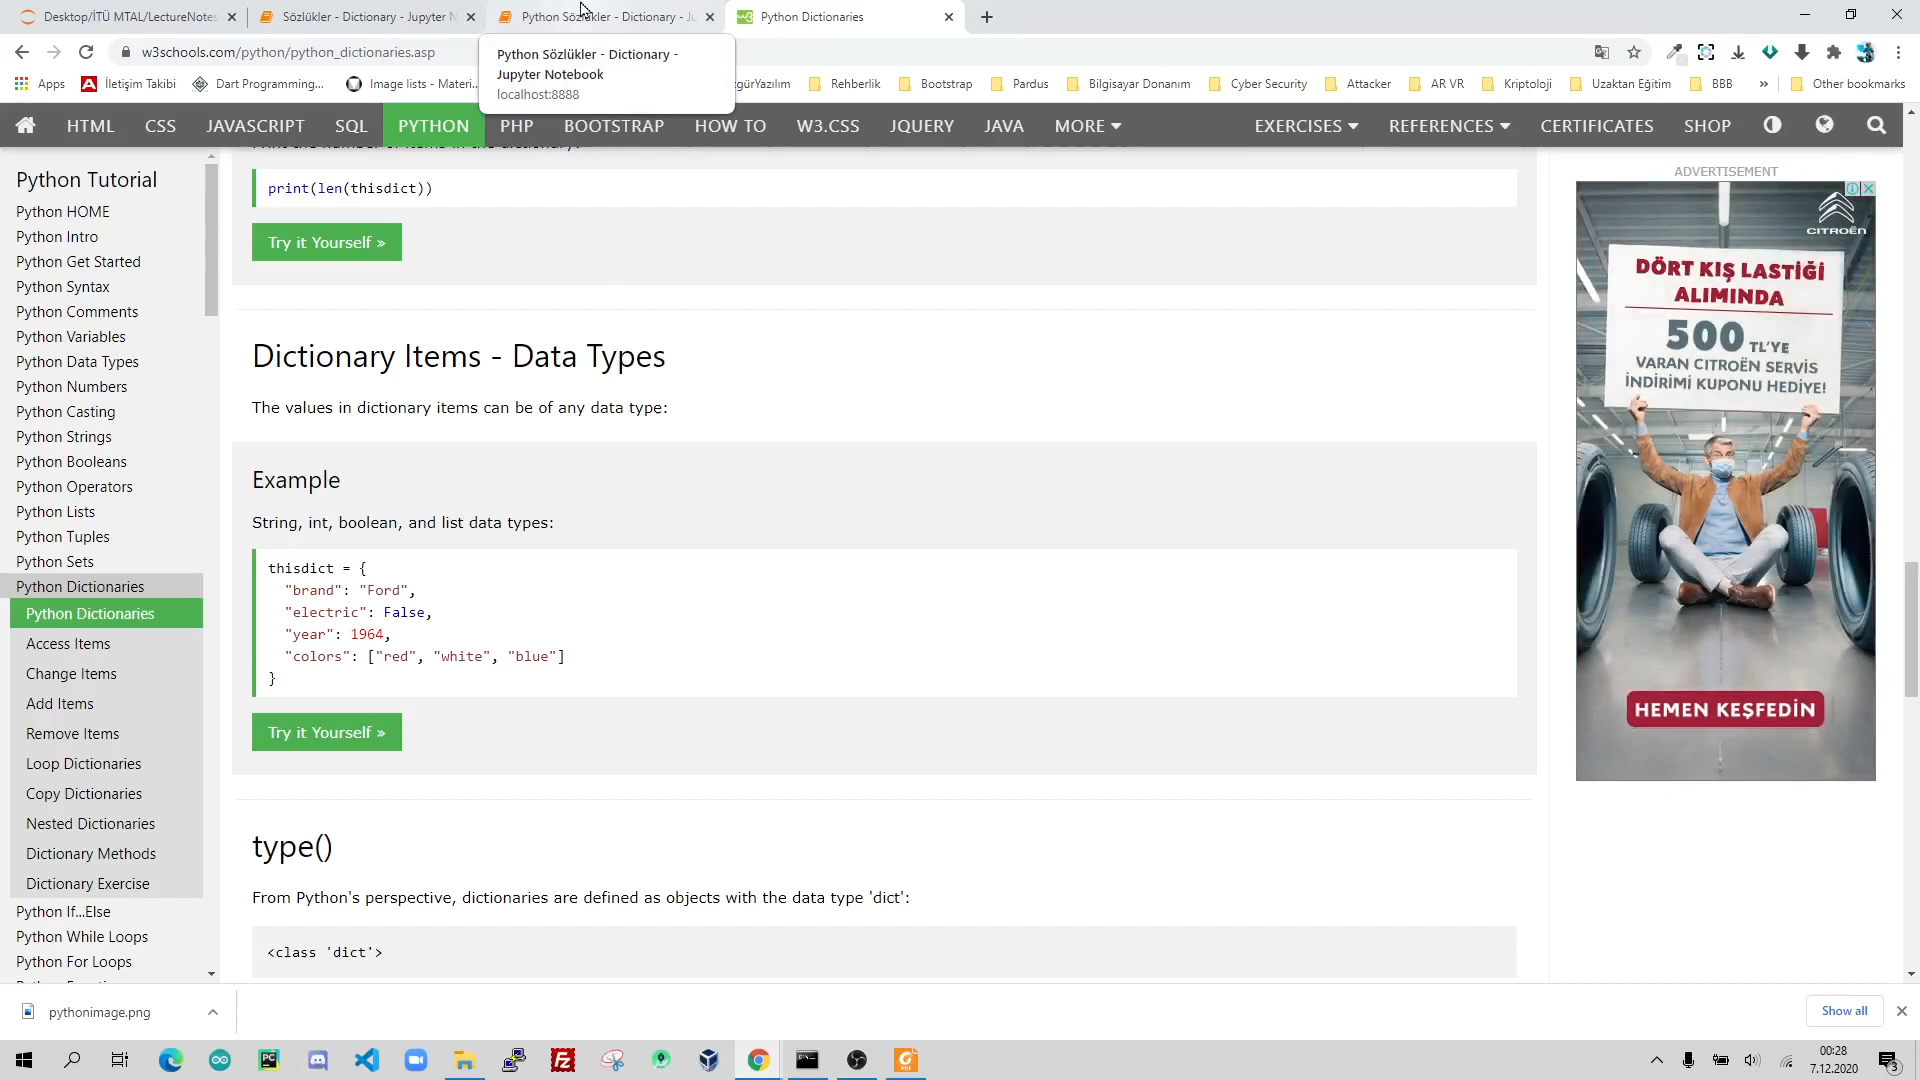 Desktop/İTÜ MTAL/LectureNotes
Sözlükler - Dictionary - Jupyter N
Python Sözlükler - Dictionary - Ju
Python Dictionaries
w3schools.com/python/python_dictionaries.asp
Python Sözlükler - Dictionary -
Jupyter Notebook
localhost:8888
Apps
İletişim Takibi
Dart Programming...
Image lists - Materi...
zgürYazılım
Rehberlik
Bootstrap
Pardus
Bilgisayar Donanım
Cyber Security
Attacker
AR VR
Kriptoloji
Uzaktan Eğitim
BBB
»
Other bookmarks
HTML
CSS
JAVASCRIPT
SQL
PYTHON
PHP
BOOTSTRAP
HOW TO
W3.CSS
JQUERY
JAVA
MORE
EXERCISES
REFERENCES
CERTIFICATES
SHOP
Python Tutorial
Python HOME
Python Intro
Python Get Started
Python Syntax
Python Comments
Python Variables
Python Data Types
Python Numbers
Python Casting
Python Strings
Python Booleans
Python Operators
Python Lists
Python Tuples
Python Sets
Python Dictionaries
Python Dictionaries
Access Items
Change Items
Add Items
Remove Items
Loop Dictionaries
Copy Dictionaries
Nested Dictionaries
Dictionary Methods
Dictionary Exercise
Python If...Else
Python While Loops
Python For Loops
Print the number of items in the dictionary:
print(len(thisdict))
Try it Yourself »
Dictionary Items - Data Types
The values in dictionary items can be of any data type:
Example
String, int, boolean, and list data types:
thisdict = {
"brand": "Ford",
"electric": False,
"year": 1964,
"colors": ["red", "white", "blue"]
}
Try it Yourself »
type()
From Python's perspective, dictionaries are defined as objects with the data type 'dict':
<class 'dict'>
ADVERTISEMENT
CITROËN
DÖRT KIŞ LASTİĞİ
ALIMINDA
500 TL'YE
VARAN CITROËN SERVİS
İNDİRİMİ KUPONU HEDİYE!
HEMEN KEŞFEDİN
pythonimage.png
Show all
00:28
7.12.2020
3